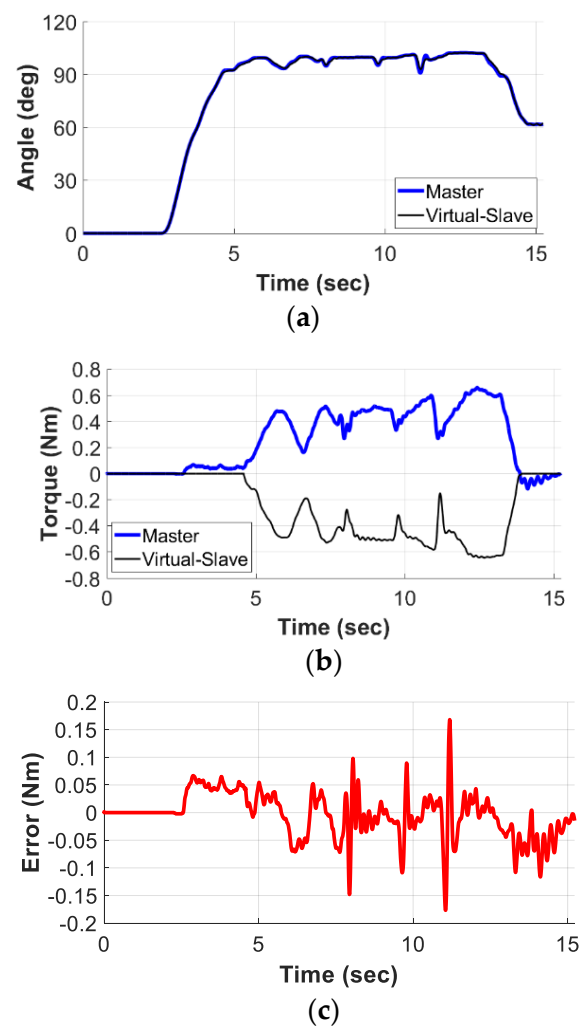 120
90
60
30
0
Angle (deg)
Master
Virtual-Slave
0 5 10 15
Time (sec)
(a)
0.8
0.6
0.4
0.2
0
-0.2
-0.4
-0.6
-0.8
Torque (Nm)
Master
Virtual-Slave
0 5 10 15
Time (sec)
(b)
0.2
0.15
0.1
0.05
0
-0.05
-0.1
-0.15
-0.2
Error (Nm)
0 5 10 15
Time (sec)
(c)